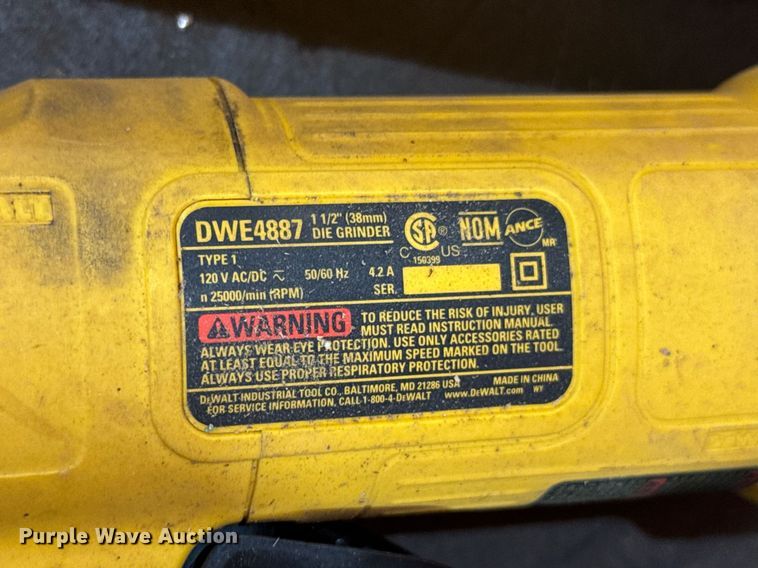 DWE4887 1 1/2" (38mm)
DIE GRINDER
CSA ®
C US
150399
NOM
ANCE
MR
TYPE 1
120 V AC/DC 50/60 Hz 4.2 A
n 25000/min (RPM) SER.
WARNING TO REDUCE THE RISK OF INJURY, USER
MUST READ INSTRUCTION MANUAL.
ALWAYS WEAR EYE PROTECTION. USE ONLY ACCESSORIES RATED
AT LEAST EQUAL TO THE MAXIMUM SPEED MARKED ON THE TOOL.
ALWAYS USE PROPER RESPIRATORY PROTECTION.
DEWALT INDUSTRIAL TOOL CO., BALTIMORE, MD 21286 USA MADE IN CHINA
FOR SERVICE INFORMATION, CALL 1-800-4-DEWALT www.DEWALT.com WY
Purple Wave Auction